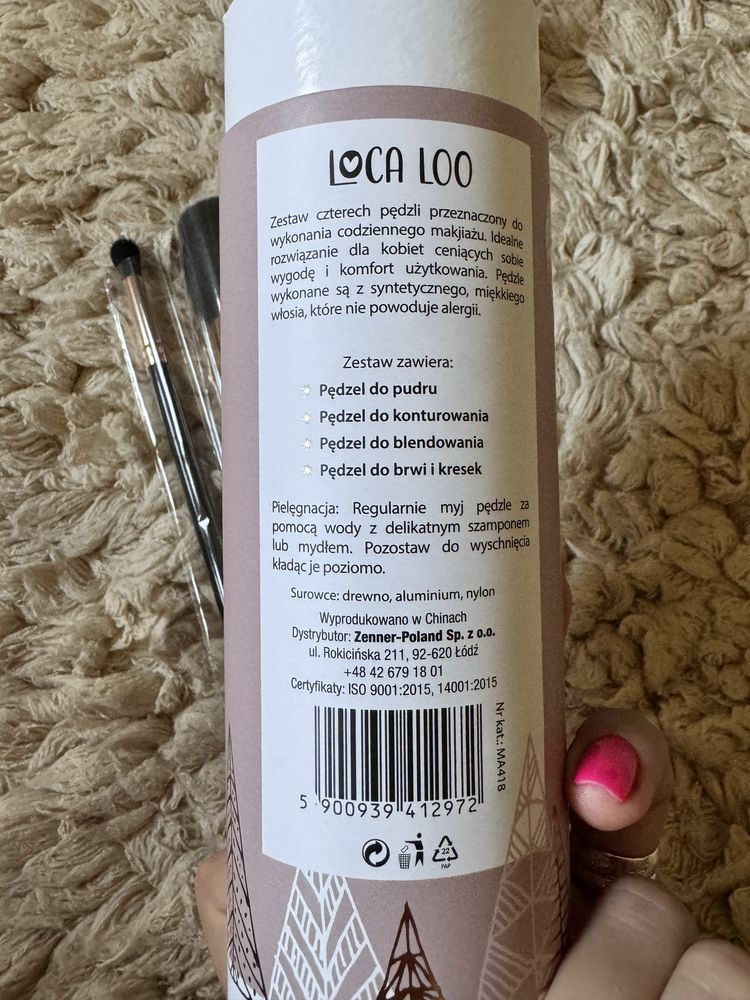 LOCA LOO
Zestaw czterech pędzli przeznaczony do
wykonania codziennego makjiażu. Idealne
rozwiązanie dla kobiet ceniących sobie
wygodę i komfort użytkowania. Pędzle
wykonane są z syntetycznego, miękkiego
włosia, które nie powoduje alergii.
Zestaw zawiera:
Pędzel do pudru
Pędzel do konturowania
Pędzel do blendowania
Pędzel do brwi i kresek
Pielęgnacja: Regularnie myj pędzle za
pomocą wody z delikatnym szamponem
lub mydłem. Pozostaw do wyschnięcia
kładąc je poziomo.
Surowce: drewno, aluminium, nylon
Wyprodukowano w Chinach
Dystrybutor: Zenner-Poland Sp. z o.o.
ul. Rokicińska 211, 92-620 Łódź
+48 42 679 18 01
Certyfikaty: ISO 9001:2015, 14001:2015
Nr kat.: MA418
5 900939 412972
22
PAP